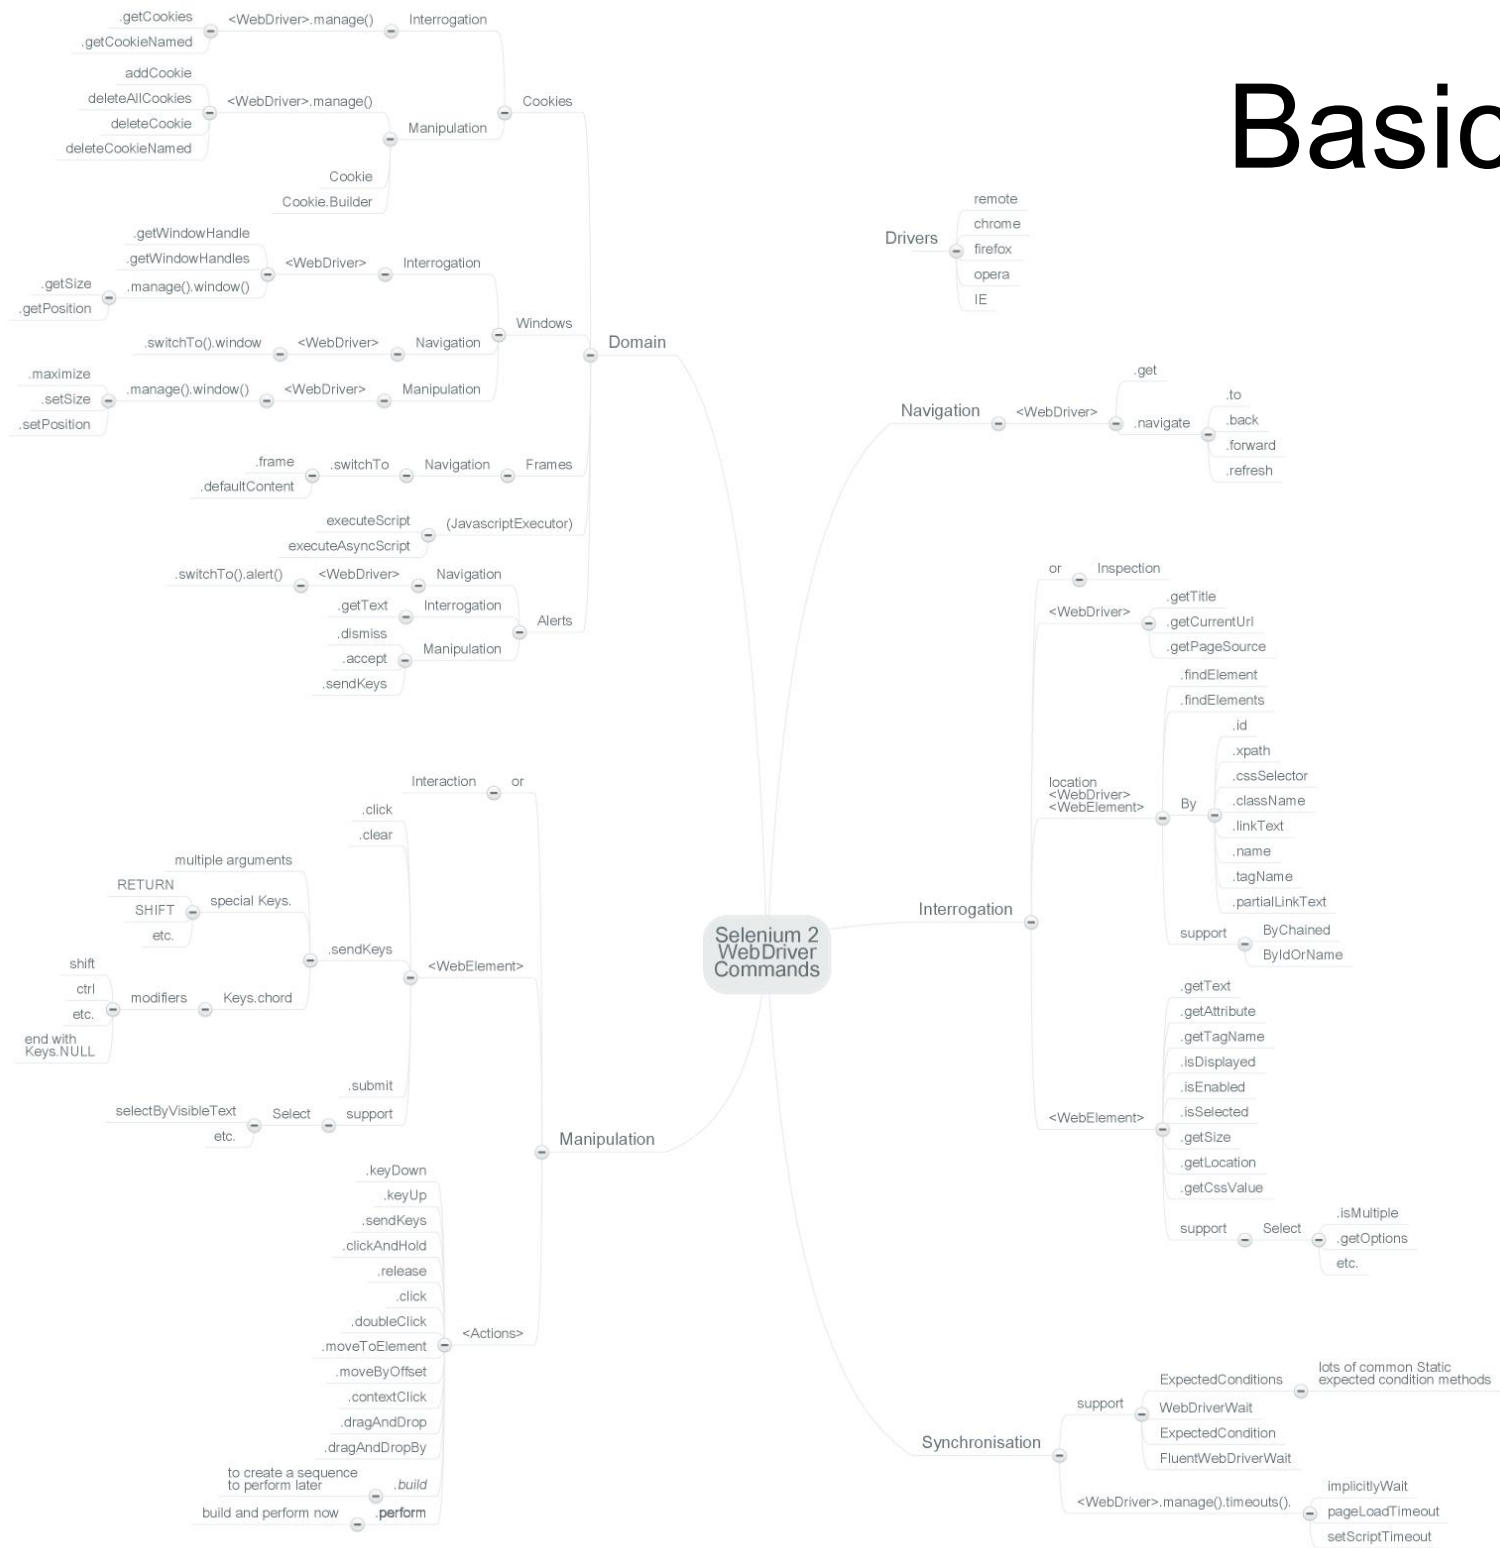 Basic
Selenium 2
WebDriver
Commands
Domain
Cookies
Interrogation
<WebDriver>.manage()
.getCookies
.getCookieNamed
Manipulation
<WebDriver>.manage()
addCookie
deleteAllCookies
deleteCookie
deleteCookieNamed
Cookie
Cookie.Builder
Windows
Interrogation
<WebDriver>
.getWindowHandle
.getWindowHandles
.manage().window()
.getSize
.getPosition
Navigation
<WebDriver>
.switchTo().window
Manipulation
<WebDriver>
.manage().window()
.maximize
.setSize
.setPosition
Frames
Navigation
.switchTo
.frame
.defaultContent
(JavascriptExecutor)
executeScript
executeAsyncScript
Alerts
Navigation
<WebDriver>
.switchTo().alert()
Interrogation
.getText
Manipulation
.dismiss
.accept
.sendKeys
Manipulation
or
Interaction
<WebElement>
.click
.clear
.sendKeys
multiple arguments
special Keys.
RETURN
SHIFT
etc.
Keys.chord
modifiers
shift
ctrl
etc.
end with
Keys.NULL
.submit
support
Select
selectByVisibleText
etc.
<Actions>
.keyDown
.keyUp
.sendKeys
.clickAndHold
.release
.click
.doubleClick
.moveToElement
.moveByOffset
.contextClick
.dragAndDrop
.dragAndDropBy
.build
to create a sequence
to perform later
.perform
build and perform now
Drivers
remote
chrome
firefox
opera
IE
Navigation
<WebDriver>
.get
.navigate
.to
.back
.forward
.refresh
Interrogation
or
Inspection
<WebDriver>
.getTitle
.getCurrentUrl
.getPageSource
location
<WebDriver>
<WebElement>
.findElement
.findElements
By
.id
.xpath
.cssSelector
.className
.linkText
.name
.tagName
.partialLinkText
support
ByChained
ByIdOrName
<WebElement>
.getText
.getAttribute
.getTagName
.isDisplayed
.isEnabled
.isSelected
.getSize
.getLocation
.getCssValue
support
Select
.isMultiple
.getOptions
etc.
Synchronisation
support
ExpectedConditions
lots of common Static
expected condition methods
WebDriverWait
ExpectedCondition
FluentWebDriverWait
<WebDriver>.manage().timeouts().
implicitlyWait
pageLoadTimeout
setScriptTimeout